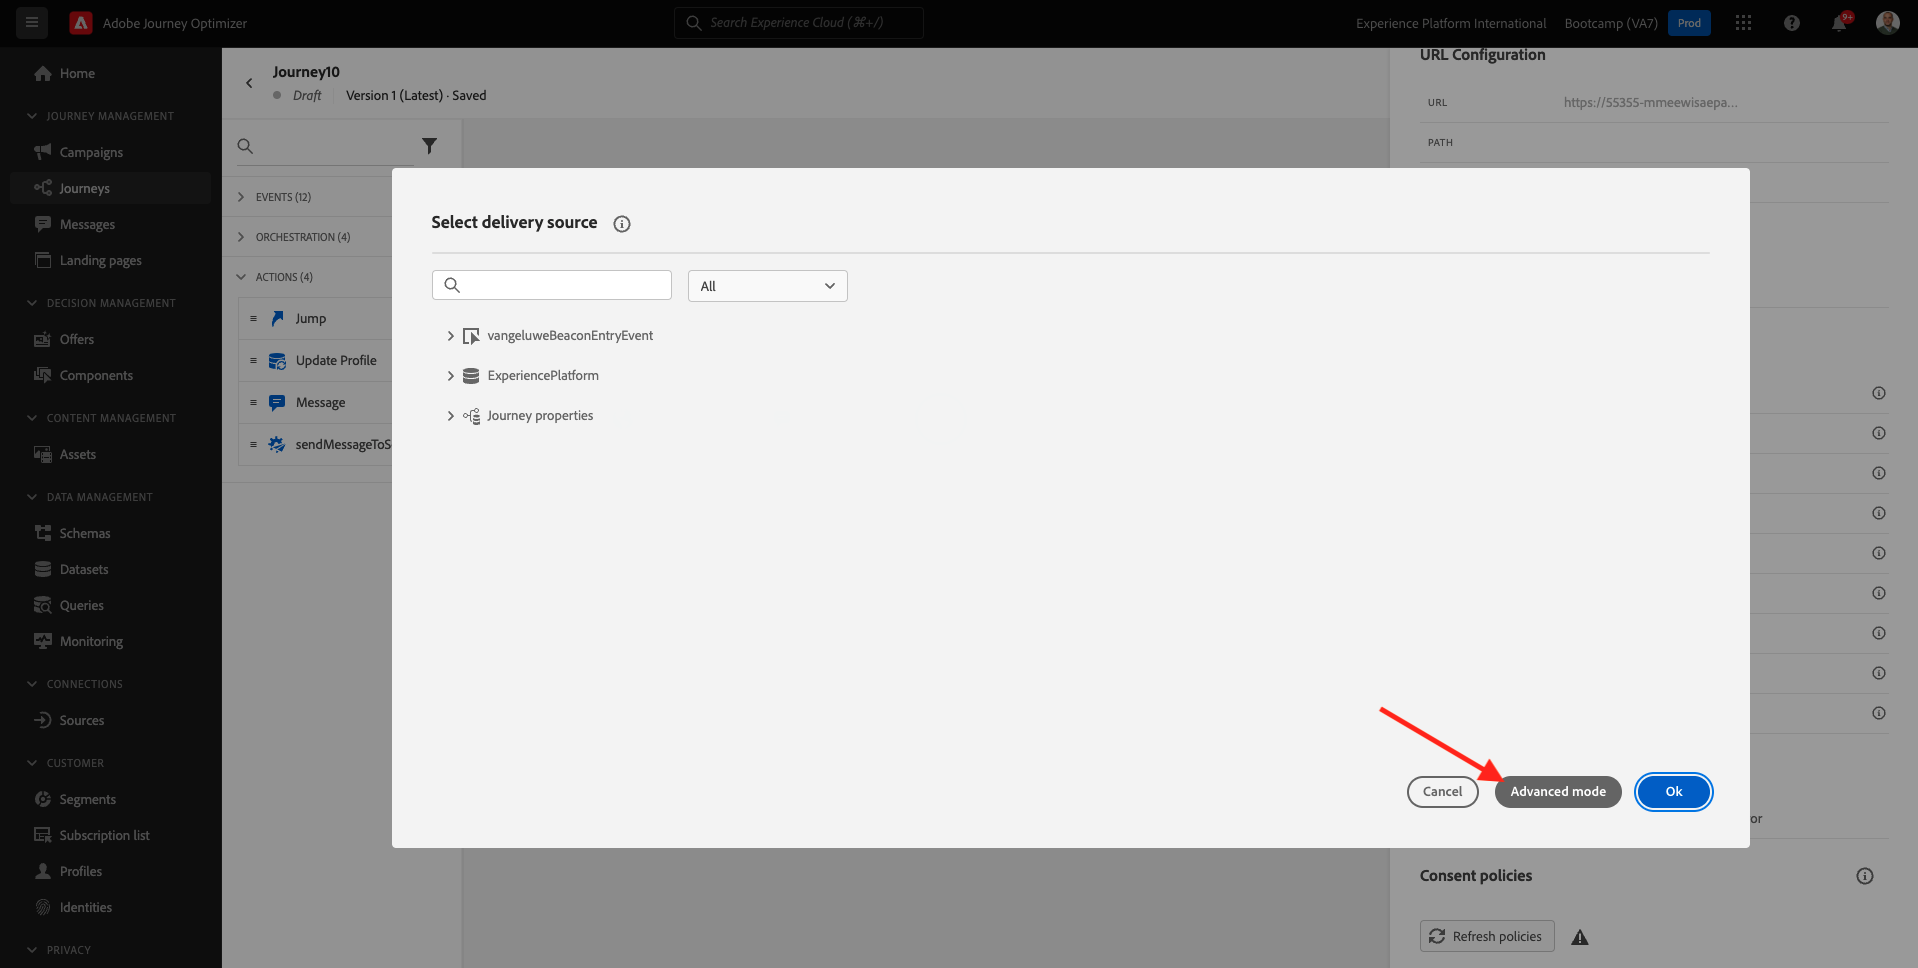 Adobe Journey Optimizer
Search Experience Cloud (⌘+/)
Experience Platform International
Bootcamp (VA7)
Prod
9+
Home
JOURNEY MANAGEMENT
Campaigns
Journeys
Messages
Landing pages
DECISION MANAGEMENT
Offers
Components
CONTENT MANAGEMENT
Assets
DATA MANAGEMENT
Schemas
Datasets
Queries
Monitoring
CONNECTIONS
Sources
CUSTOMER
Segments
Subscription list
Profiles
Identities
PRIVACY
Journey10
Draft
Version 1 (Latest) · Saved
EVENTS (12)
ORCHESTRATION (4)
ACTIONS (4)
Jump
Update Profile
Message
sendMessageToS
Select delivery source
All
vangeluweBeaconEntryEvent
ExperiencePlatform
Journey properties
Cancel
Advanced mode
Ok
URL Configuration
URL
https://55355-mmeewisaepa...
PATH
or
Consent policies
Refresh policies